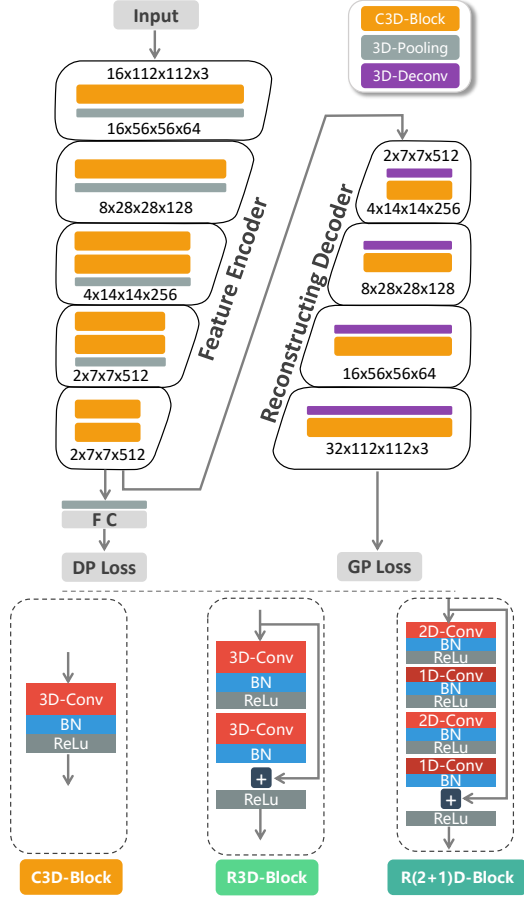 Input
C3D-Block
3D-Pooling
3D-Deconv
16x112x112x3
16x56x56x64
8x28x28x128
4x14x14x256
2x7x7x512
2x7x7x512
Feature Encoder
F C
DP Loss
2x7x7x512
4x14x14x256
8x28x28x128
16x56x56x64
32x112x112x3
Reconstructing Decoder
GP Loss
3D-Conv
BN
ReLu
C3D-Block
3D-Conv
BN
ReLu
3D-Conv
BN
+
ReLu
R3D-Block
2D-Conv
BN
ReLu
1D-Conv
BN
ReLu
2D-Conv
BN
ReLu
1D-Conv
BN
+
ReLu
R(2+1)D-Block